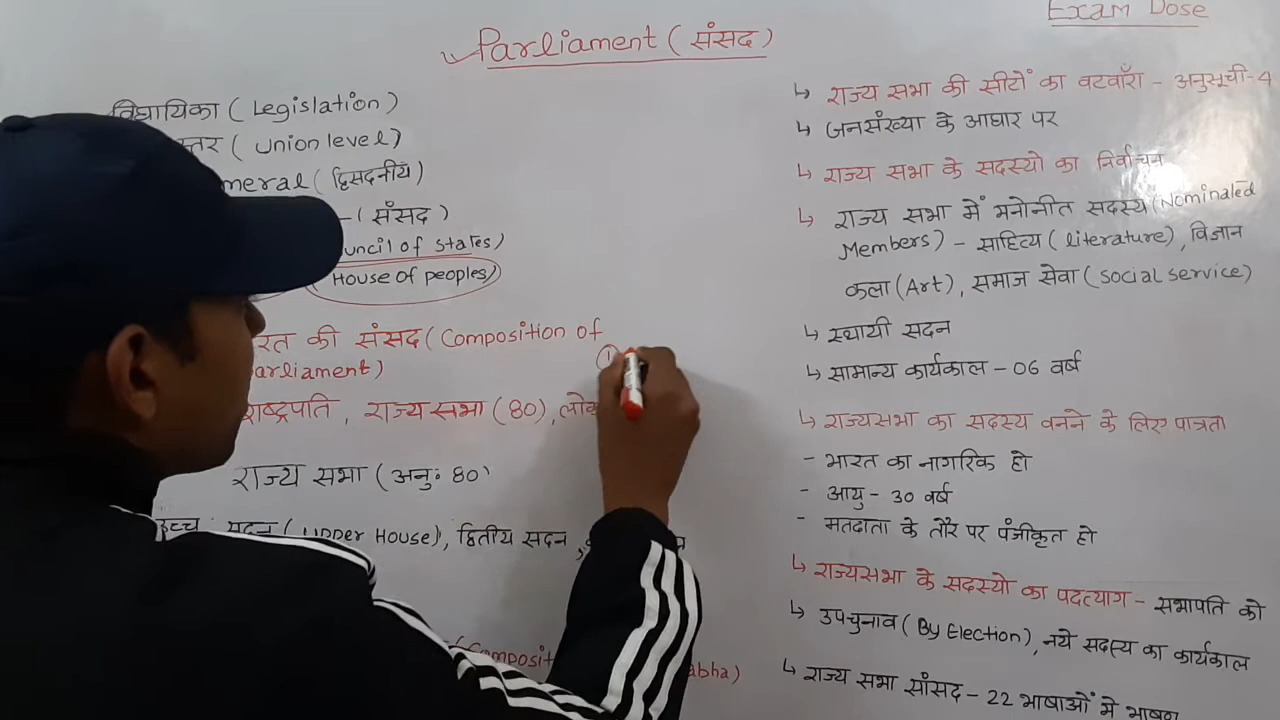 Exam Dose
Parliament (संसद)
विधायिका (Legislation)
स्तर (Union level)
meral (द्विसदनीय)
-(संसद)
uncil of states)
(House of peoples)
रत की संसद (Composition of
arliament)
राष्ट्रपति, राज्य सभा (80), लोक
राज्य सभा (अनु: 80)
सदन (Upper House), द्वितीय सदन,
(Composit
abha)
↳ राज्य सभा की सीटों का वटवाँरा - अनुसूची-4
↳ जनसंख्या के आधार पर
↳ राज्य सभा के सदस्यो का निर्वाचन
↳ राज्य सभा में मनोनीत सदस्य (Nominated
Members) - साहित्य (literature), विज्ञान
कला (Art), समाज सेवा (Social service)
↳ स्थायी सदन
↳ सामान्य कार्यकाल - 06 वर्ष
↳ राज्यसभा का सदस्य वनने के लिए पात्रता
- भारत का नागरिक हो
- आयु - 30 वर्ष
- मतदाता के तौर पर पंजीकृत हो
↳ राज्यसभा के सदस्यो का पदत्याग - सभापति को
↳ उपचुनाव (By Election), नये सदस्य का कार्यकाल
↳ राज्य सभा सांसद - 22 भाषाओं मे भाषण